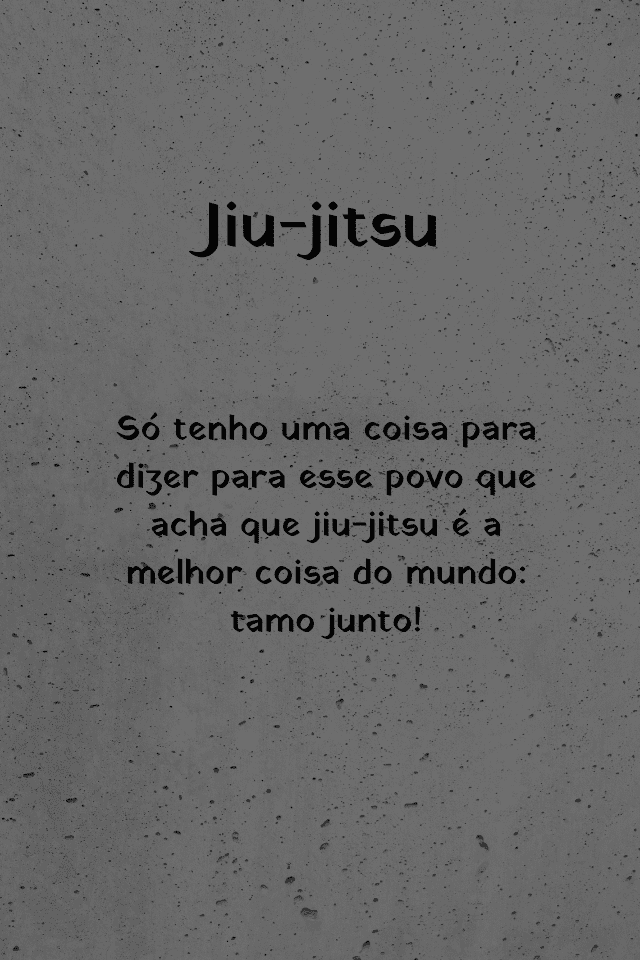 Jiu-jitsu
Só tenho uma coisa para
dizer para esse povo que
acha que jiu-jitsu é a
melhor coisa do mundo:
tamo junto!